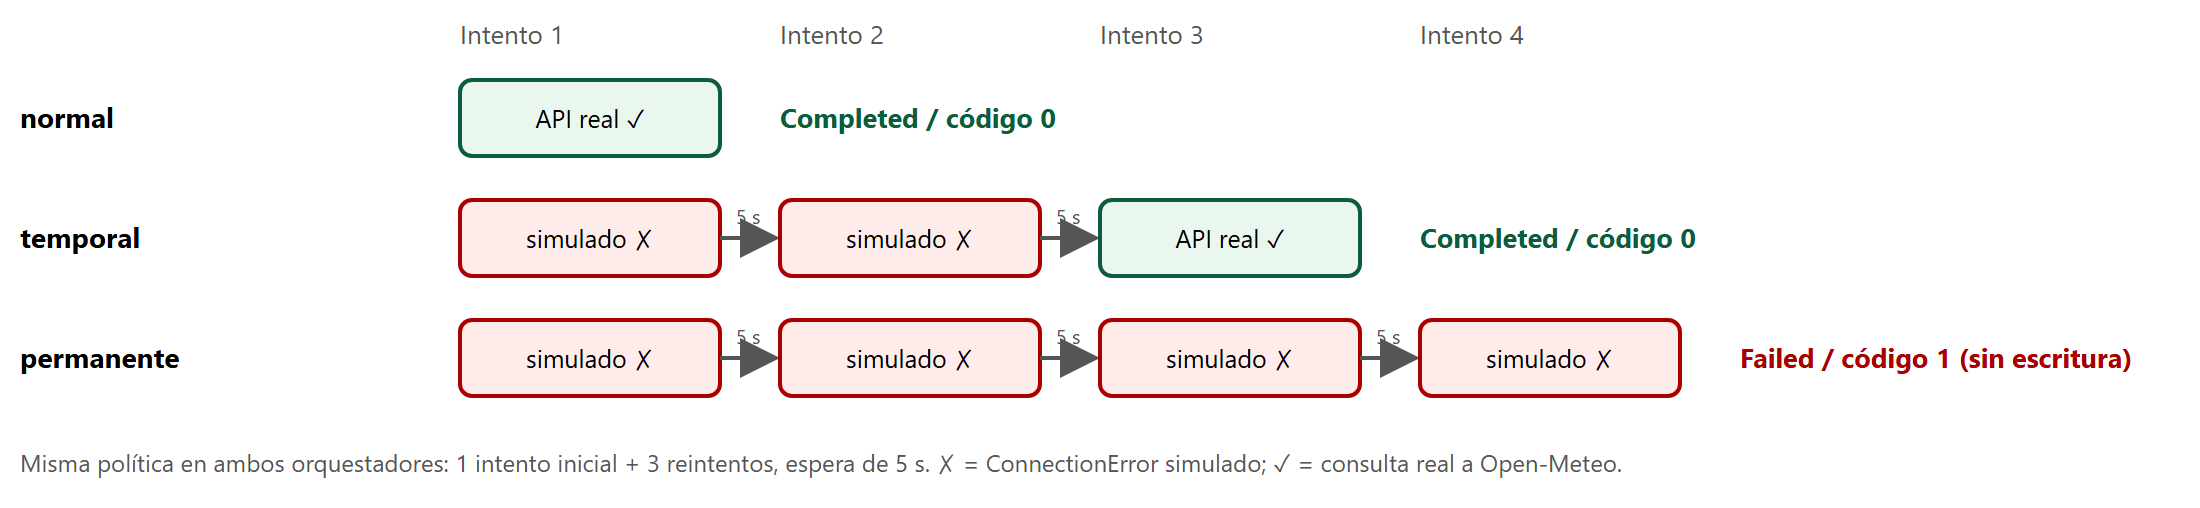 Intento 1 Intento 2 Intento 3 Intento 4
normal API real ✓ Completed / código 0
temporal simulado ✗ 5 s simulado ✗ 5 s API real ✓ Completed / código 0
permanente simulado ✗ 5 s simulado ✗ 5 s simulado ✗ 5 s simulado ✗ Failed / código 1 (sin escritura)
Misma política en ambos orquestadores: 1 intento inicial + 3 reintentos, espera de 5 s. ✗ = ConnectionError simulado; ✓ = consulta real a Open-Meteo.